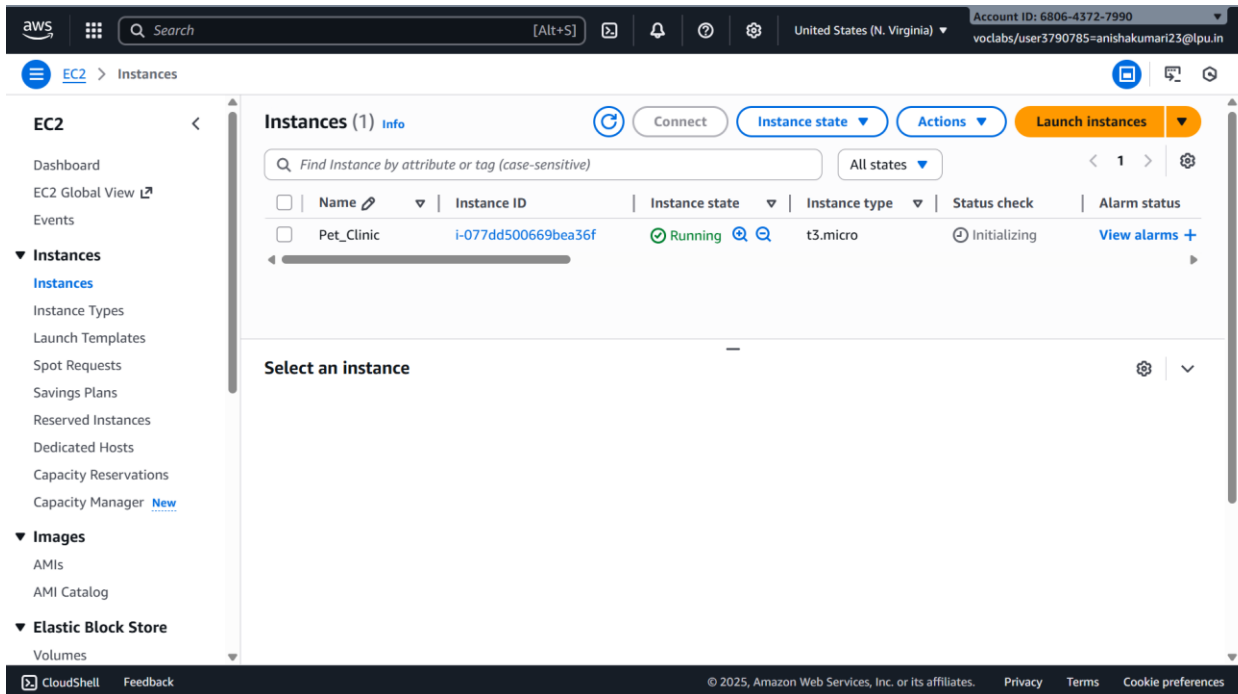 aws
Search [Alt+S] United States (N. Virginia) Account ID: 6806-4372-7990
voclabs/user3790785=anishakumari23@lpu.in
EC2 > Instances
EC2
Dashboard
EC2 Global View
Events
Instances
Instances
Instance Types
Launch Templates
Spot Requests
Savings Plans
Reserved Instances
Dedicated Hosts
Capacity Reservations
Capacity Manager New
Images
AMIs
AMI Catalog
Elastic Block Store
Volumes
Instances (1) Info Connect Instance state Actions Launch instances
Find Instance by attribute or tag (case-sensitive) All states 1
Name Instance ID Instance state Instance type Status check Alarm status
Pet_Clinic i-077dd500669bea36f Running t3.micro Initializing View alarms +
Select an instance
CloudShell Feedback © 2025, Amazon Web Services, Inc. or its affiliates. Privacy Terms Cookie preferences